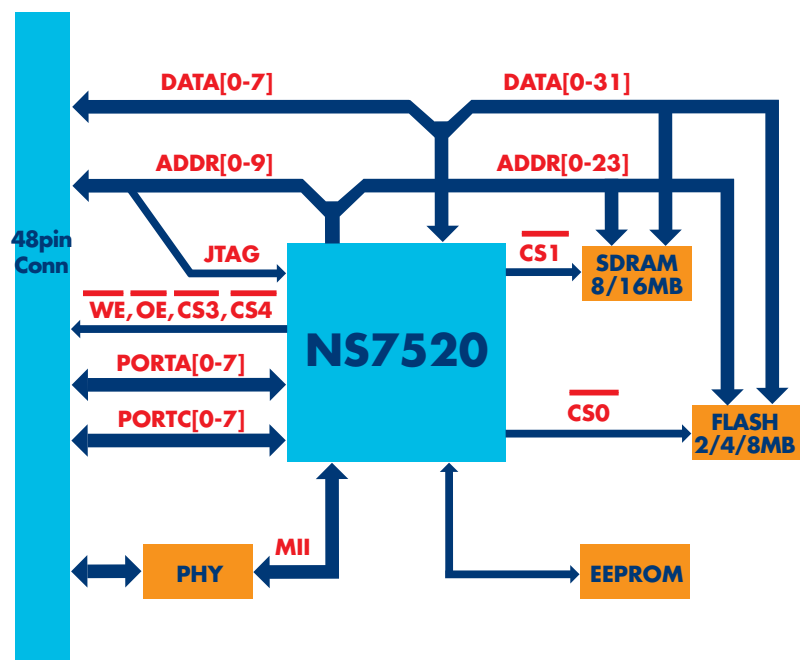 DATA[0-7]
DATA[0-31]
ADDR[0-9]
ADDR[0-23]
48pin
Conn
JTAG
CS1
SDRAM
8/16MB
WE, OE, CS3, CS4
NS7520
PORTA[0-7]
PORTC[0-7]
CS0
FLASH
2/4/8MB
MII
PHY
EEPROM